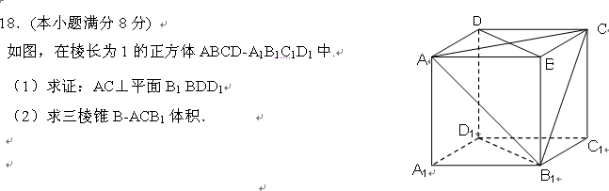 18、(本小题满分 8 分)
如图，在棱长为 1 的正方体 ABCD-A₁B₁C₁D₁ 中.
（1）求证：AC⊥平面 B₁ BDD₁
（2）求三棱锥 B-ACB₁ 体积.
D
C
A
B
D₁
C₁
A₁
B₁